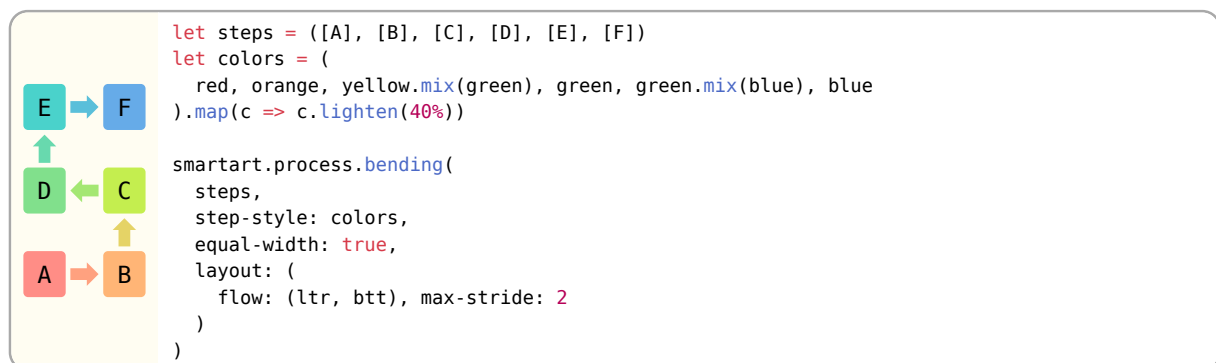 E F
D C
A B
let steps = ([A], [B], [C], [D], [E], [F])
let colors = (
  red, orange, yellow.mix(green), green, green.mix(blue), blue
).map(c => c.lighten(40%))

smartart.process.bending(
  steps,
  step-style: colors,
  equal-width: true,
  layout: (
    flow: (ltr, btt), max-stride: 2
  )
)